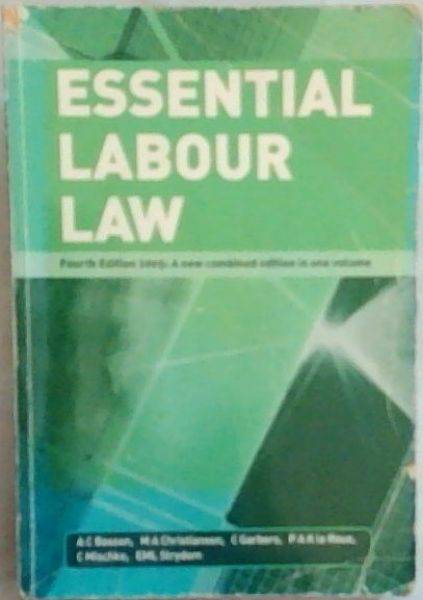 ESSENTIAL
LABOUR
LAW
Fourth Edition 2005: A new combined edition in one volume
A C Basson, M A Christianson, C Garbers, P A K le Roux,
C Mischke, EML Strydom